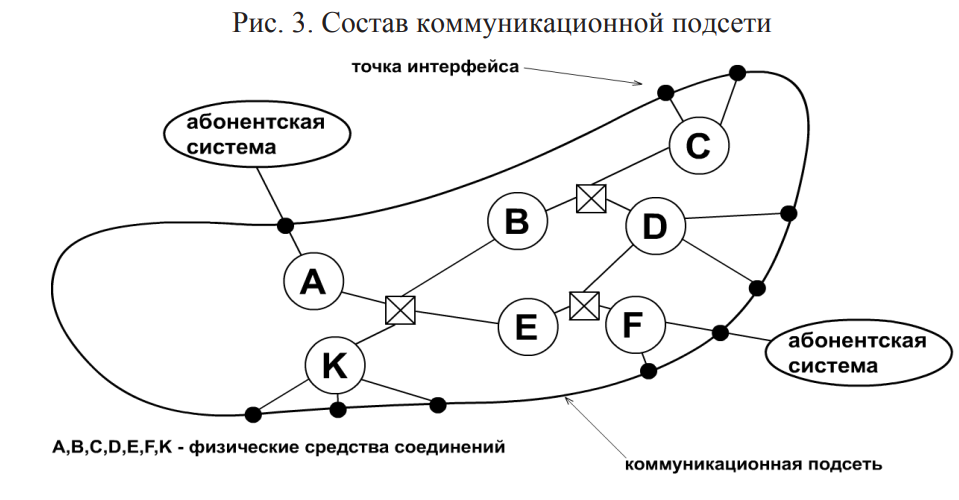 Рис. 3. Состав коммуникационной подсети
точка интерфейса
абонентская
система
C
B
D
A
E
F
абонентская
система
K
A,B,C,D,E,F,K - физические средства соединений
коммуникационная подсеть